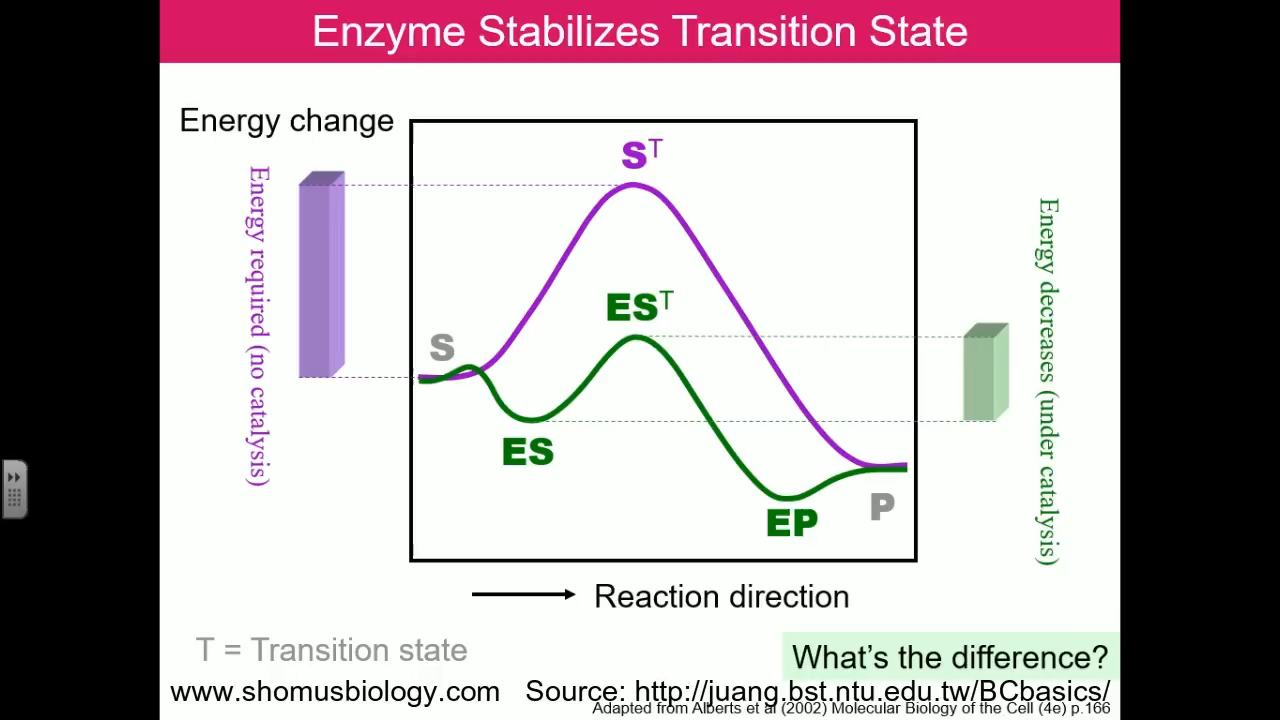 Enzyme Stabilizes Transition State
Energy change
Energy required (no catalysis)
S
Sᵀ
ESᵀ
ES
EP
P
Energy decreases (under catalysis)
Reaction direction
T = Transition state
What's the difference?
www.shomusbiology.com Source: http://juang.bst.ntu.edu.tw/BCbasics/
Adapted from Alberts et al (2002) Molecular Biology of the Cell (4e) p.166